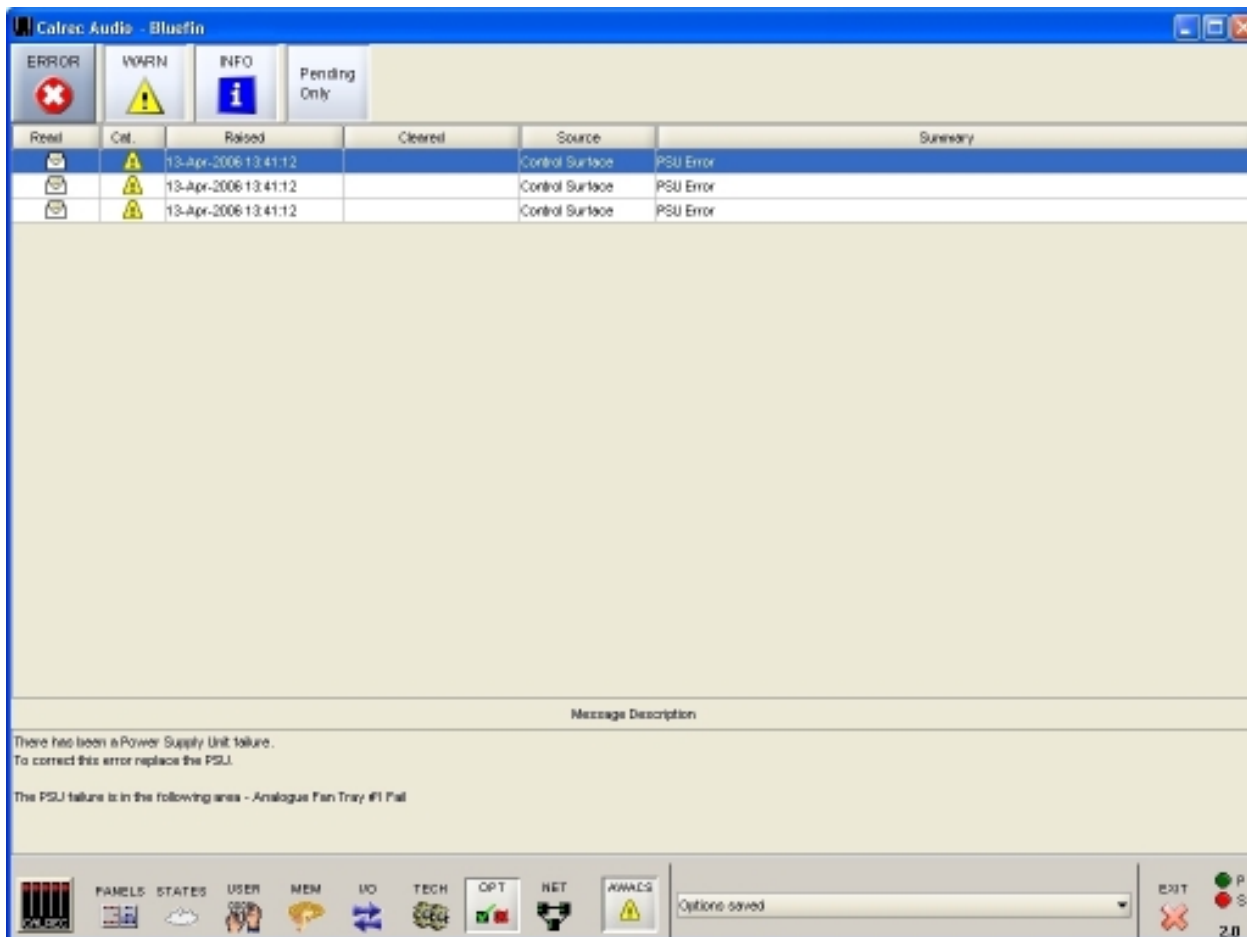 Calrec Audio - Bluefin
ERROR WARN INFO Pending Only
Read Cat. Raised Cleared Source Summary
13-Apr-2006 13:41:12 Control Surface PSU Error
13-Apr-2006 13:41:12 Control Surface PSU Error
13-Apr-2006 13:41:12 Control Surface PSU Error
Message Description
There has been a Power Supply Unit failure.
To correct this error replace the PSU.
The PSU failure is in the following area - Analogue Fan Tray #1 Fail
CALREC PANELS STATES USER MEM I/O TECH OPT NET AWACS Options saved EXIT P
S
2.0